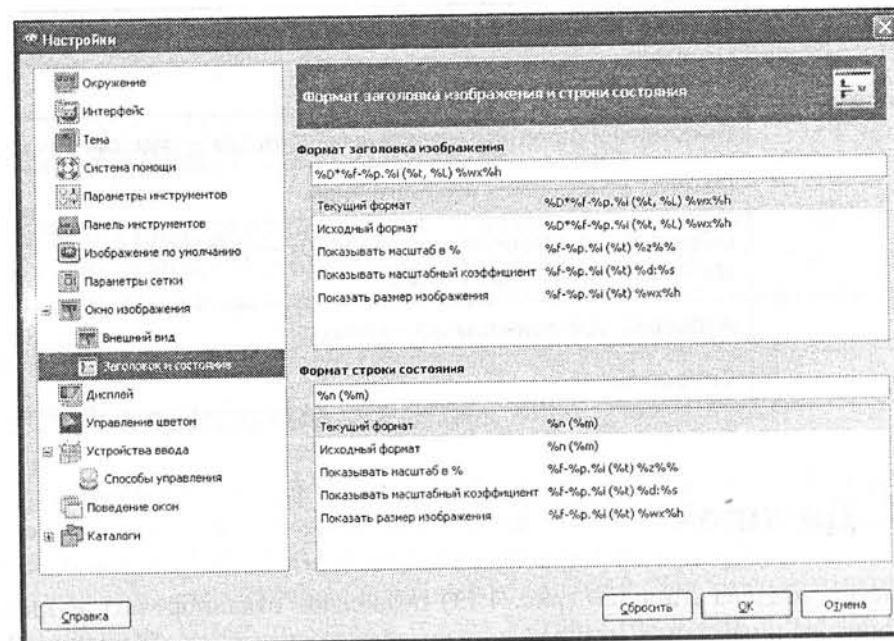 Настройки
Окружение
Интерфейс
Тема
Система помощи
Параметры инструментов
Панель инструментов
Изображение по умолчанию
Параметры сетки
Окно изображения
Внешний вид
Заголовок и состояние
Дисплей
Управление цветом
Устройства ввода
Способы управления
Поведение окон
Каталоги
Формат заголовка изображения и строки состояния
Формат заголовка изображения
%D*%f-%p.%i (%t, %L) %wx%h
Текущий формат %D*%f-%p.%i (%t, %L) %wx%h
Исходный формат %D*%f-%p.%i (%t, %L) %wx%h
Показывать масштаб в % %f-%p.%i (%t) %z%%
Показывать масштабный коэффициент %f-%p.%i (%t) %d:%s
Показать размер изображения %f-%p.%i (%t) %wx%h
Формат строки состояния
%n (%m)
Текущий формат %n (%m)
Исходный формат %n (%m)
Показывать масштаб в % %f-%p.%i (%t) %z%%
Показывать масштабный коэффициент %f-%p.%i (%t) %d:%s
Показать размер изображения %f-%p.%i (%t) %wx%h
Справка
Сбросить
OK
Отмена